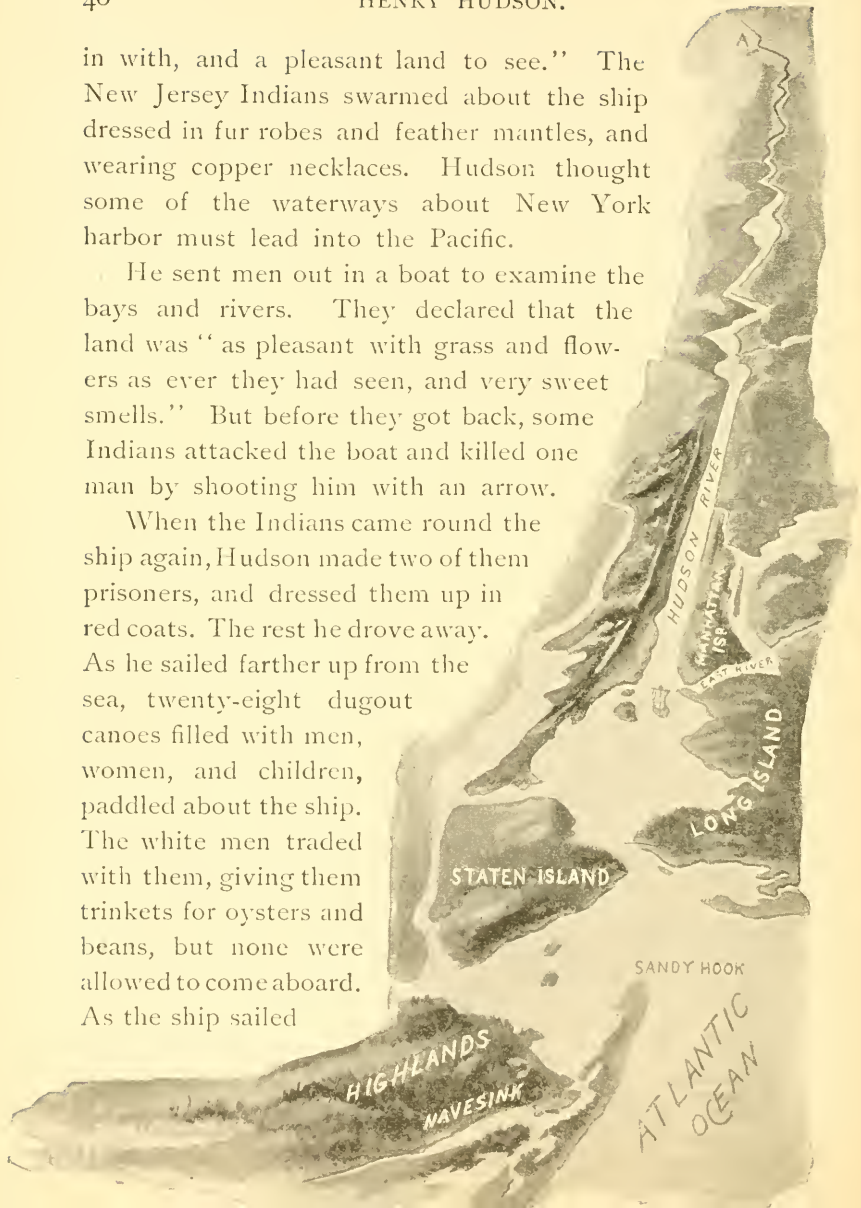 HENRY HUDSON.
in with, and a pleasant land to see." The
New Jersey Indians swarmed about the ship
dressed in fur robes and feather mantles, and
wearing copper necklaces. Hudson thought
some of the waterways about New York
harbor must lead into the Pacific.
He sent men out in a boat to examine the
bays and rivers. They declared that the
land was "as pleasant with grass and flow-
ers as ever they had seen, and very sweet
smells." But before they got back, some
Indians attacked the boat and killed one
man by shooting him with an arrow.
When the Indians came round the
ship again, Hudson made two of them
prisoners, and dressed them up in
red coats. The rest he drove away.
As he sailed farther up from the
sea, twenty-eight dugout
canoes filled with men,
women, and children,
paddled about the ship.
The white men traded
with them, giving them
trinkets for oysters and
beans, but none were
allowed to come aboard.
As the ship sailed
A
HUDSON RIVER
MANHATTAN
ISL
EAST RIVER
LONG ISLAND
STATEN ISLAND
SANDY HOOK
HIGHLANDS
NAVESINK
ATLANTIC
OCEAN